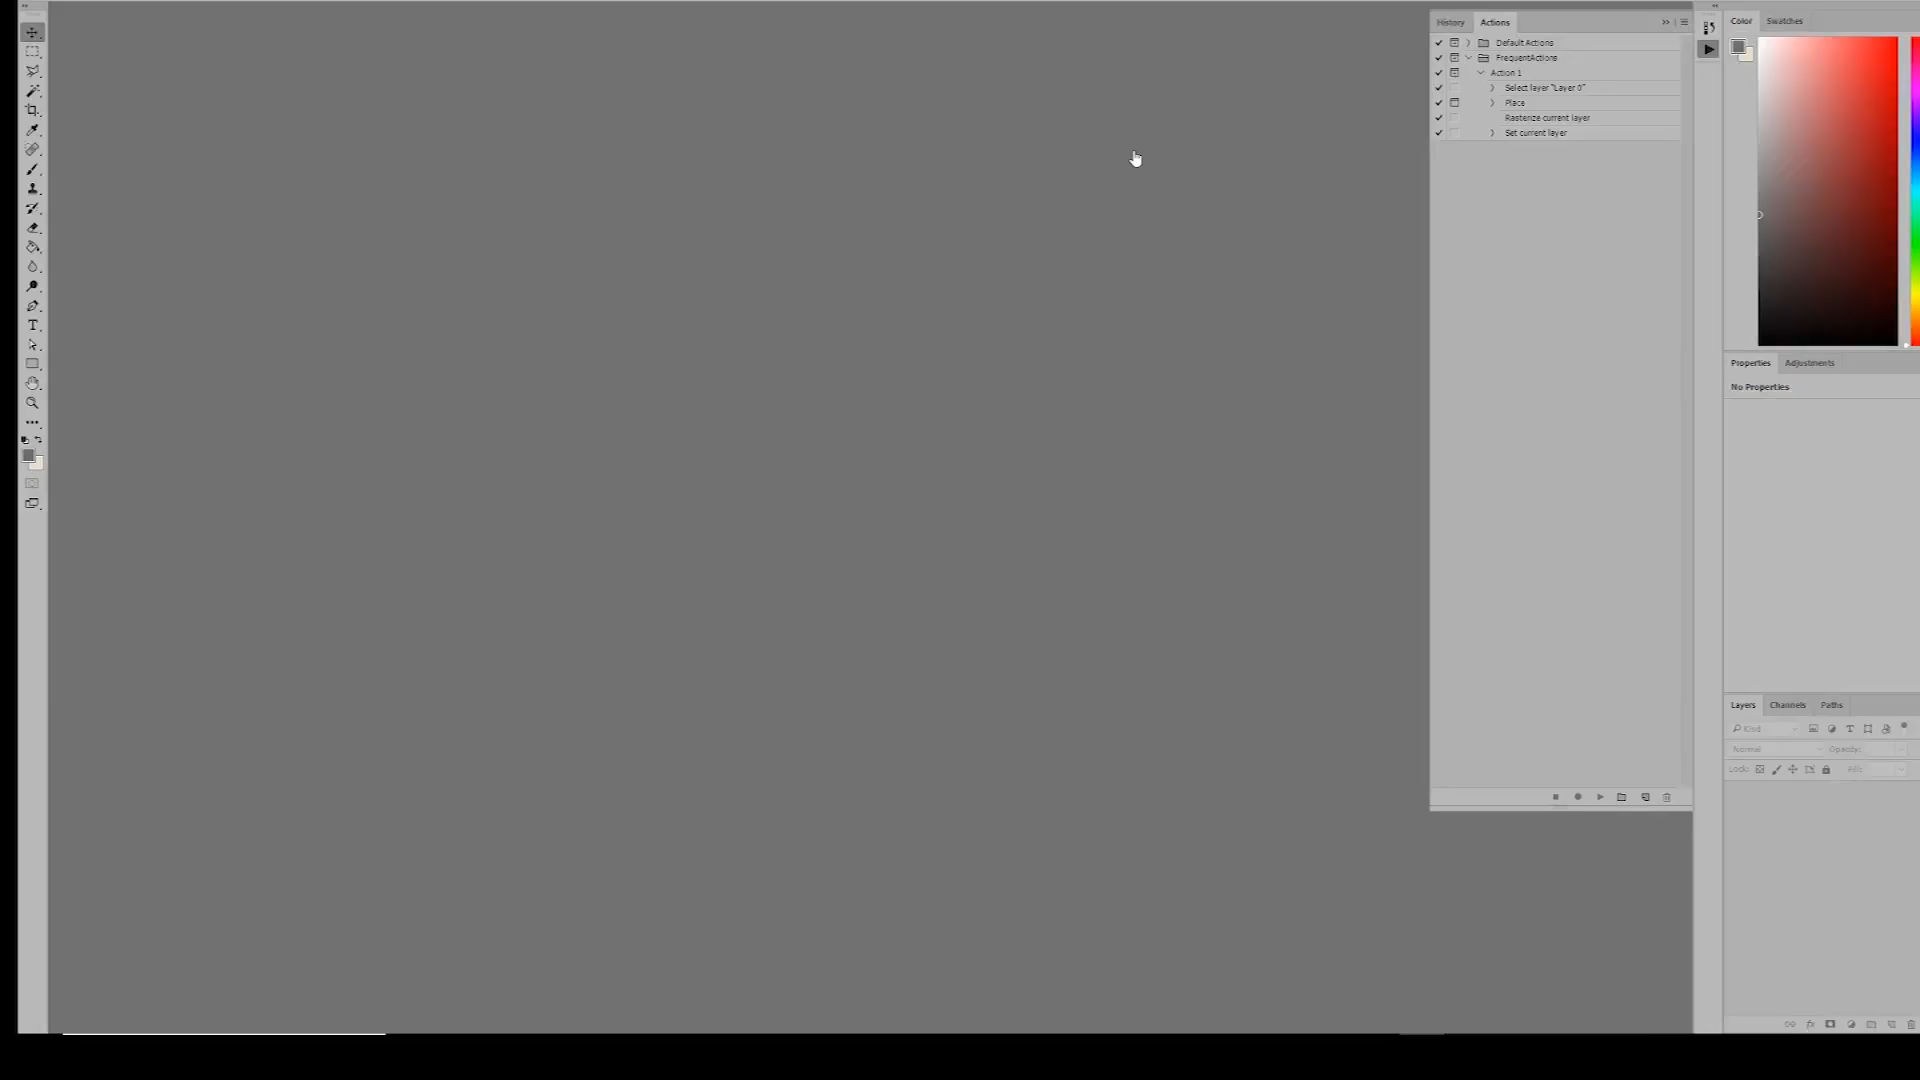 History Actions
Default Actions
FrequentActions
Action 1
Select layer "Layer 0"
Place
Rasterize current layer
Set current layer
Color Swatches
Properties Adjustments
No Properties
Layers Channels Paths
Kind
Normal Opacity:
Lock: Fill: